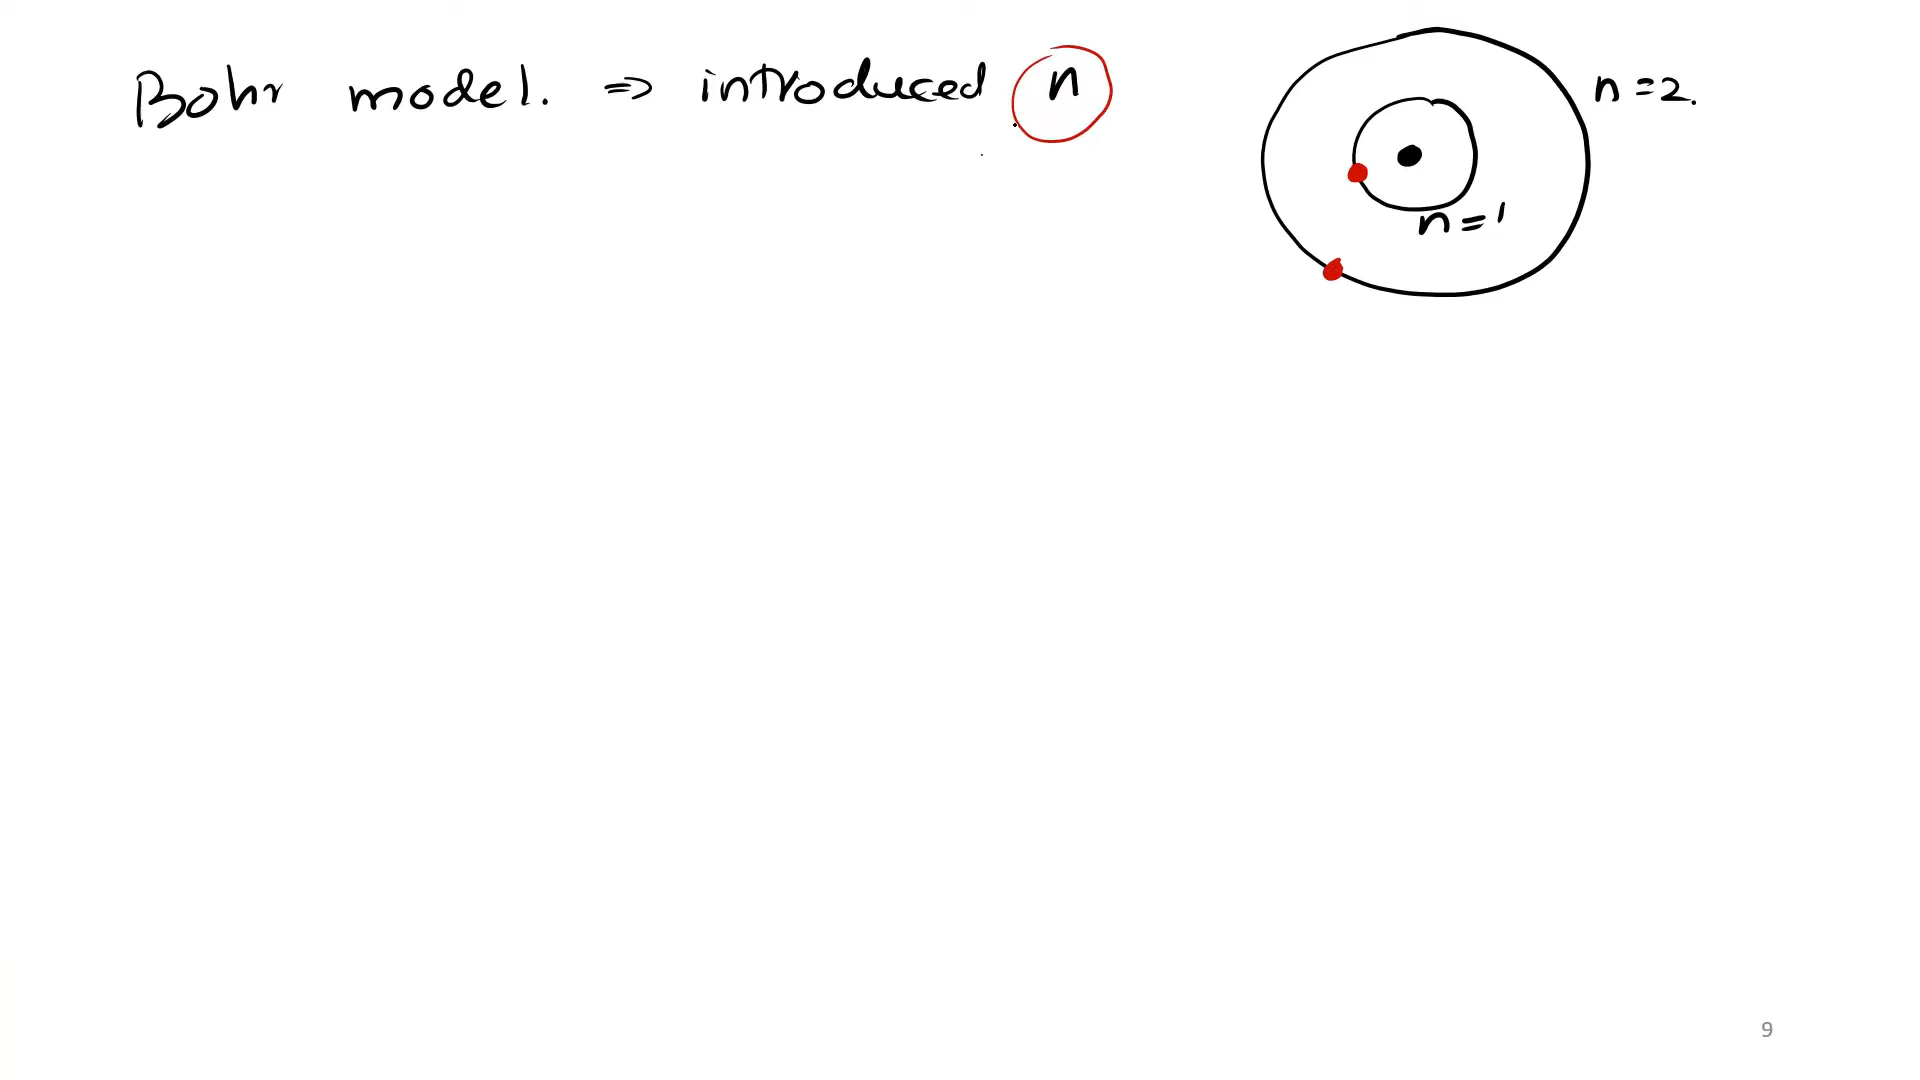 Bohr model. ⇒ introduced n
n=2.
n=1
9